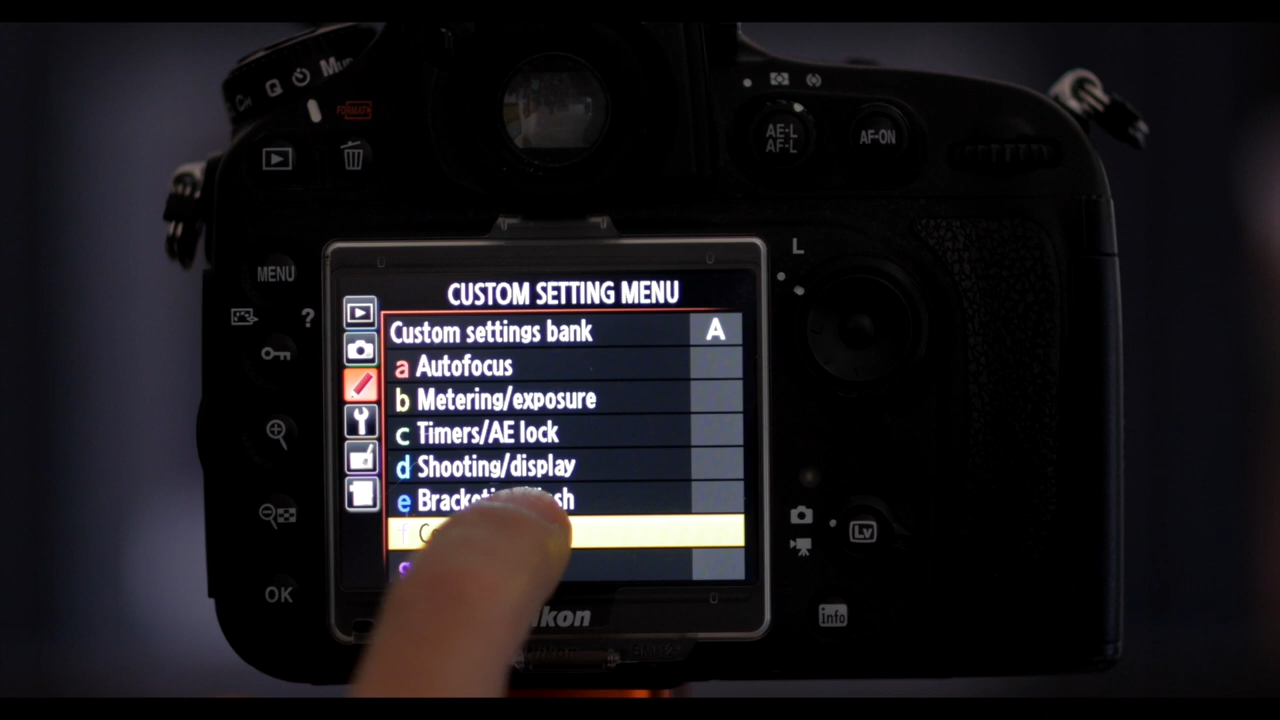 Q
FORMAT
AE-L
AF-L
AF-ON
MENU
?
L
CUSTOM SETTING MENU
Custom settings bank A
a Autofocus
b Metering/exposure
c Timers/AE lock
d Shooting/display
e
f
Lv
OK
info